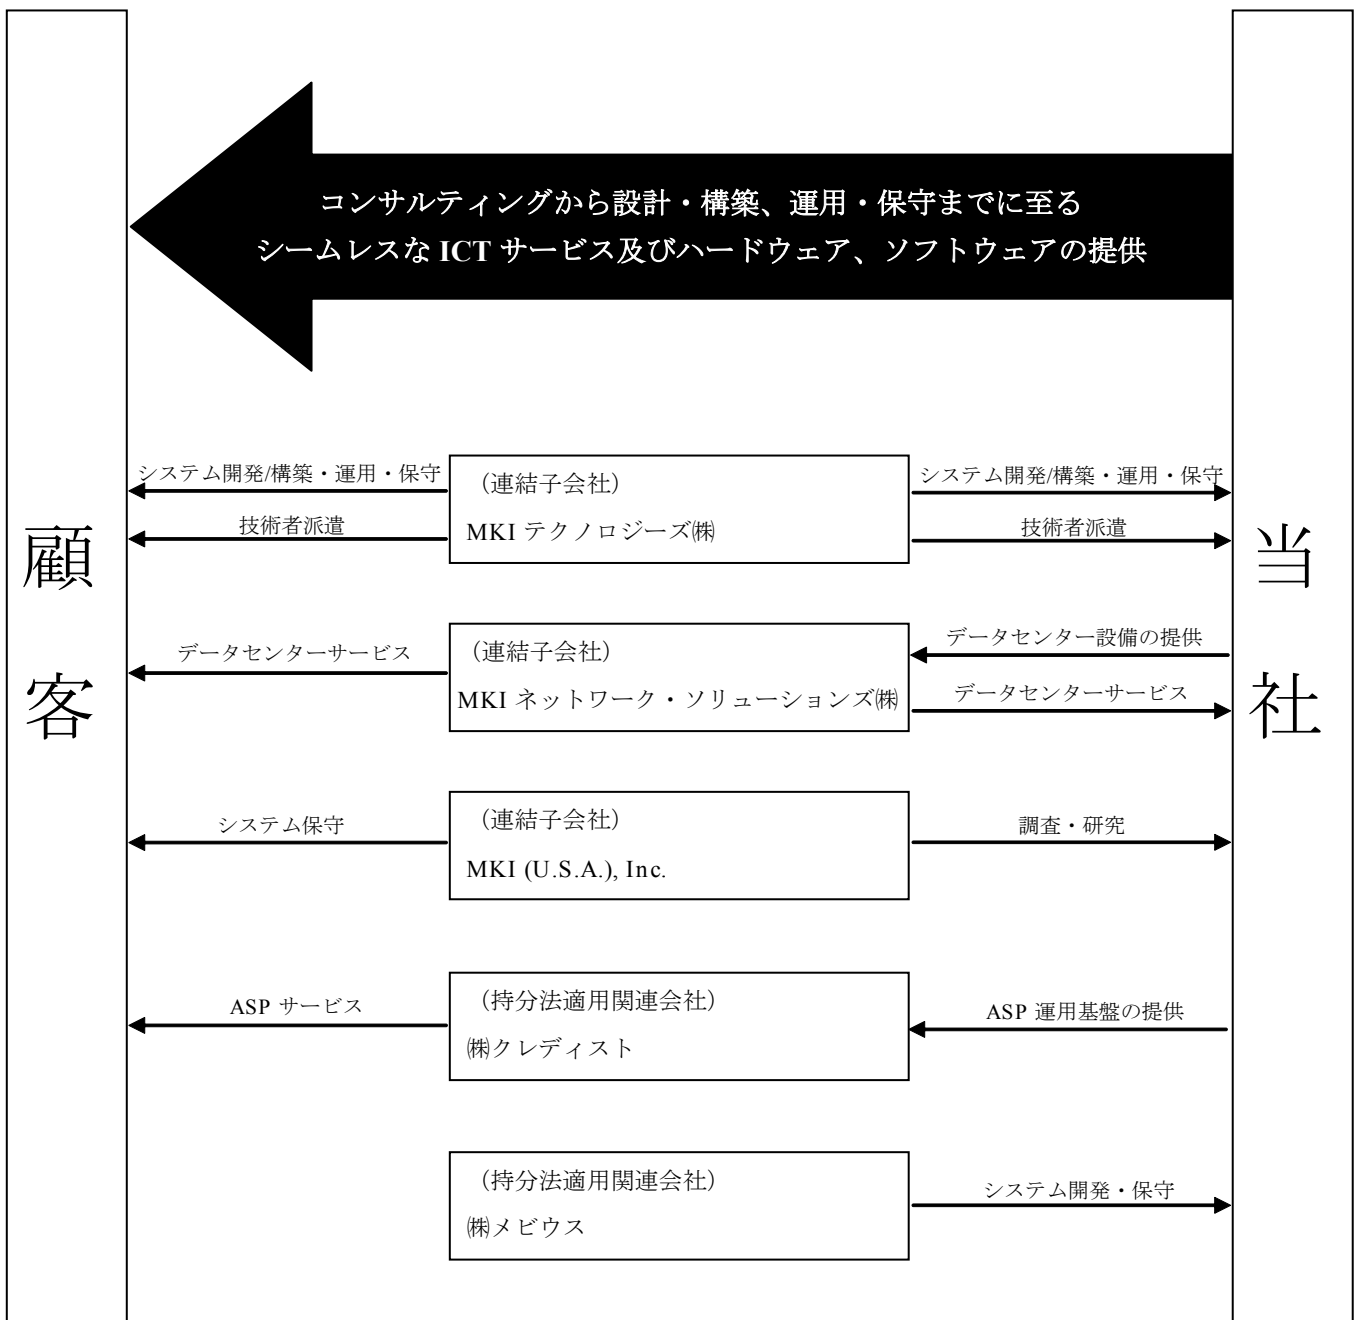 コンサルティングから設計・構築、運用・保守までに至る
シームレスな ICT サービス及びハードウェア、ソフトウェアの提供
顧客
当社
システム開発/構築・運用・保守
技術者派遣
(連結子会社)
MKI テクノロジーズ㈱
システム開発/構築・運用・保守
技術者派遣
データセンターサービス
(連結子会社)
MKI ネットワーク・ソリューションズ㈱
データセンター設備の提供
データセンターサービス
システム保守
(連結子会社)
MKI (U.S.A.), Inc.
調査・研究
ASP サービス
(持分法適用関連会社)
㈱クレディスト
ASP 運用基盤の提供
(持分法適用関連会社)
㈱メビウス
システム開発・保守